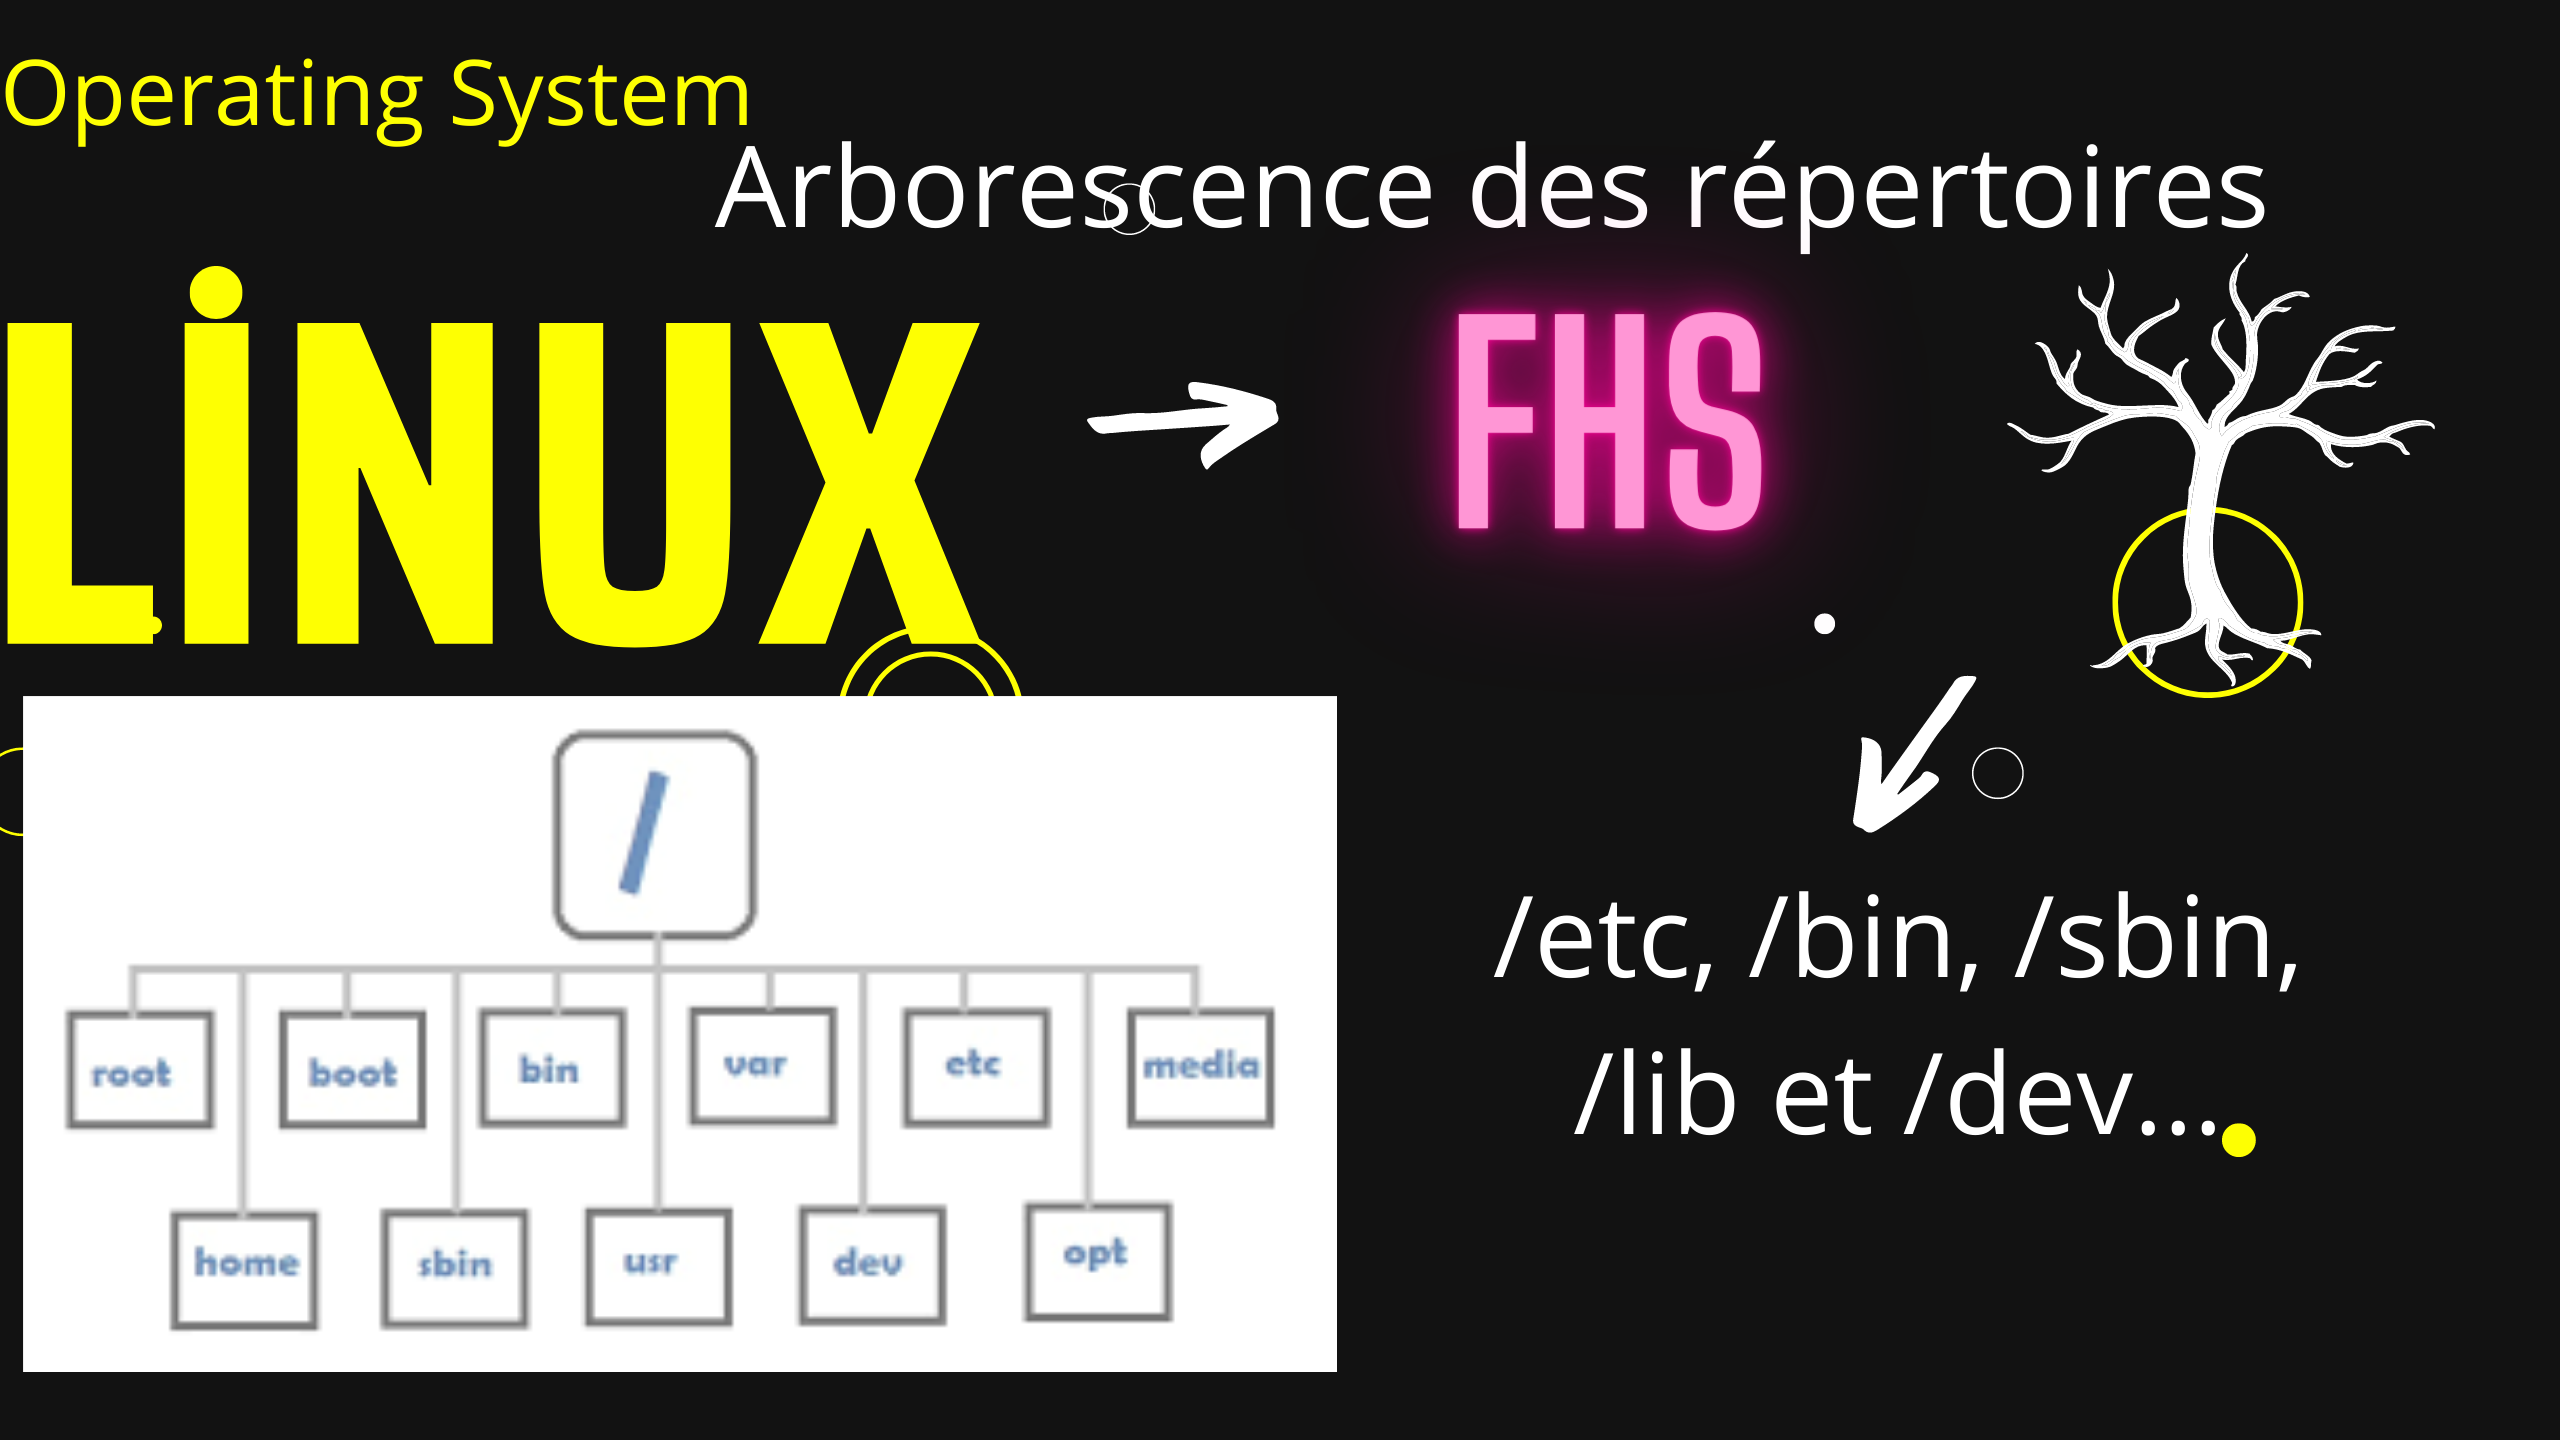 Operating System
Arborescence des répertoires
LİNUX
FHS
/
root boot bin var etc media
home sbin usr dev opt
/etc, /bin, /sbin,
/lib et /dev...